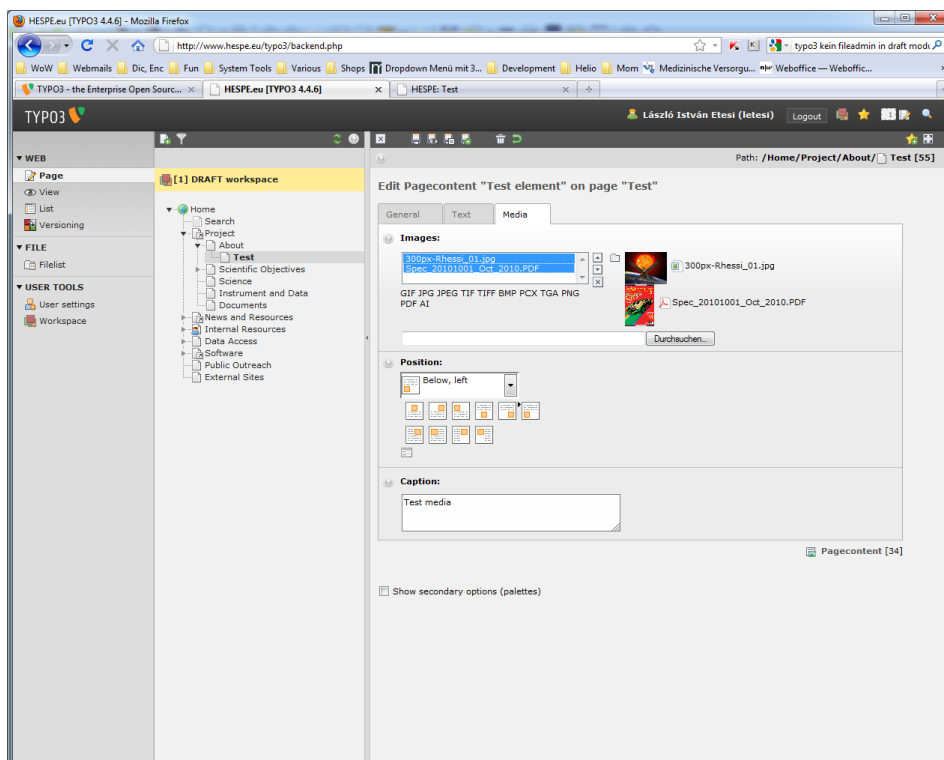 HESPE.eu [TYPO3 4.4.6] - Mozilla Firefox
http://www.hespe.eu/typo3/backend.php
typo3 kein fileadmin in draft modu
WoW Webmails Dic, Enc Fun System Tools Various Shops Dropdown Menü mit 3... Development Helio Mom Medizinische Versorgu... Weboffice — Weboffic...
TYPO3 - the Enterprise Open Sourc... HESPE.eu [TYPO3 4.4.6] HESPE: Test
TYPO3 László István Etesi (letesi) Logout 1
Path: /Home/Project/About/ Test [55]
WEB
Page
View
List
Versioning
FILE
Filelist
USER TOOLS
User settings
Workspace
[1] DRAFT workspace
Home
Search
Project
About
Test
Scientific Objectives
Science
Instrument and Data
Documents
News and Resources
Internal Resources
Data Access
Software
Public Outreach
External Sites
Edit Pagecontent "Test element" on page "Test"
General Text Media
Images:
300px-Rhessi_01.jpg
Spec_20101001_Oct_2010.PDF
GIF JPG JPEG TIF TIFF BMP PCX TGA PNG
PDF AI
300px-Rhessi_01.jpg
Spec_20101001_Oct_2010.PDF
Durchsuchen...
Position:
Below, left
Caption:
Test media
Pagecontent [34]
Show secondary options (palettes)